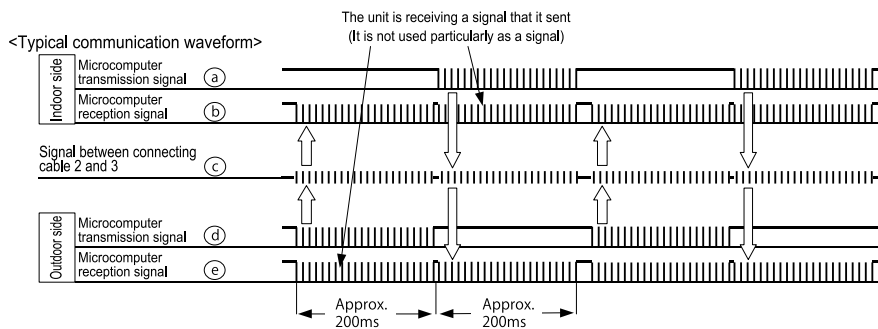 The unit is receiving a signal that it sent
(It is not used particularly as a signal)
<Typical communication waveform>
Indoor side
Microcomputer
transmission signal
a
Microcomputer
reception signal
b
Signal between connecting
cable 2 and 3
c
Outdoor side
Microcomputer
transmission signal
d
Microcomputer
reception signal
e
Approx.
200ms
Approx.
200ms